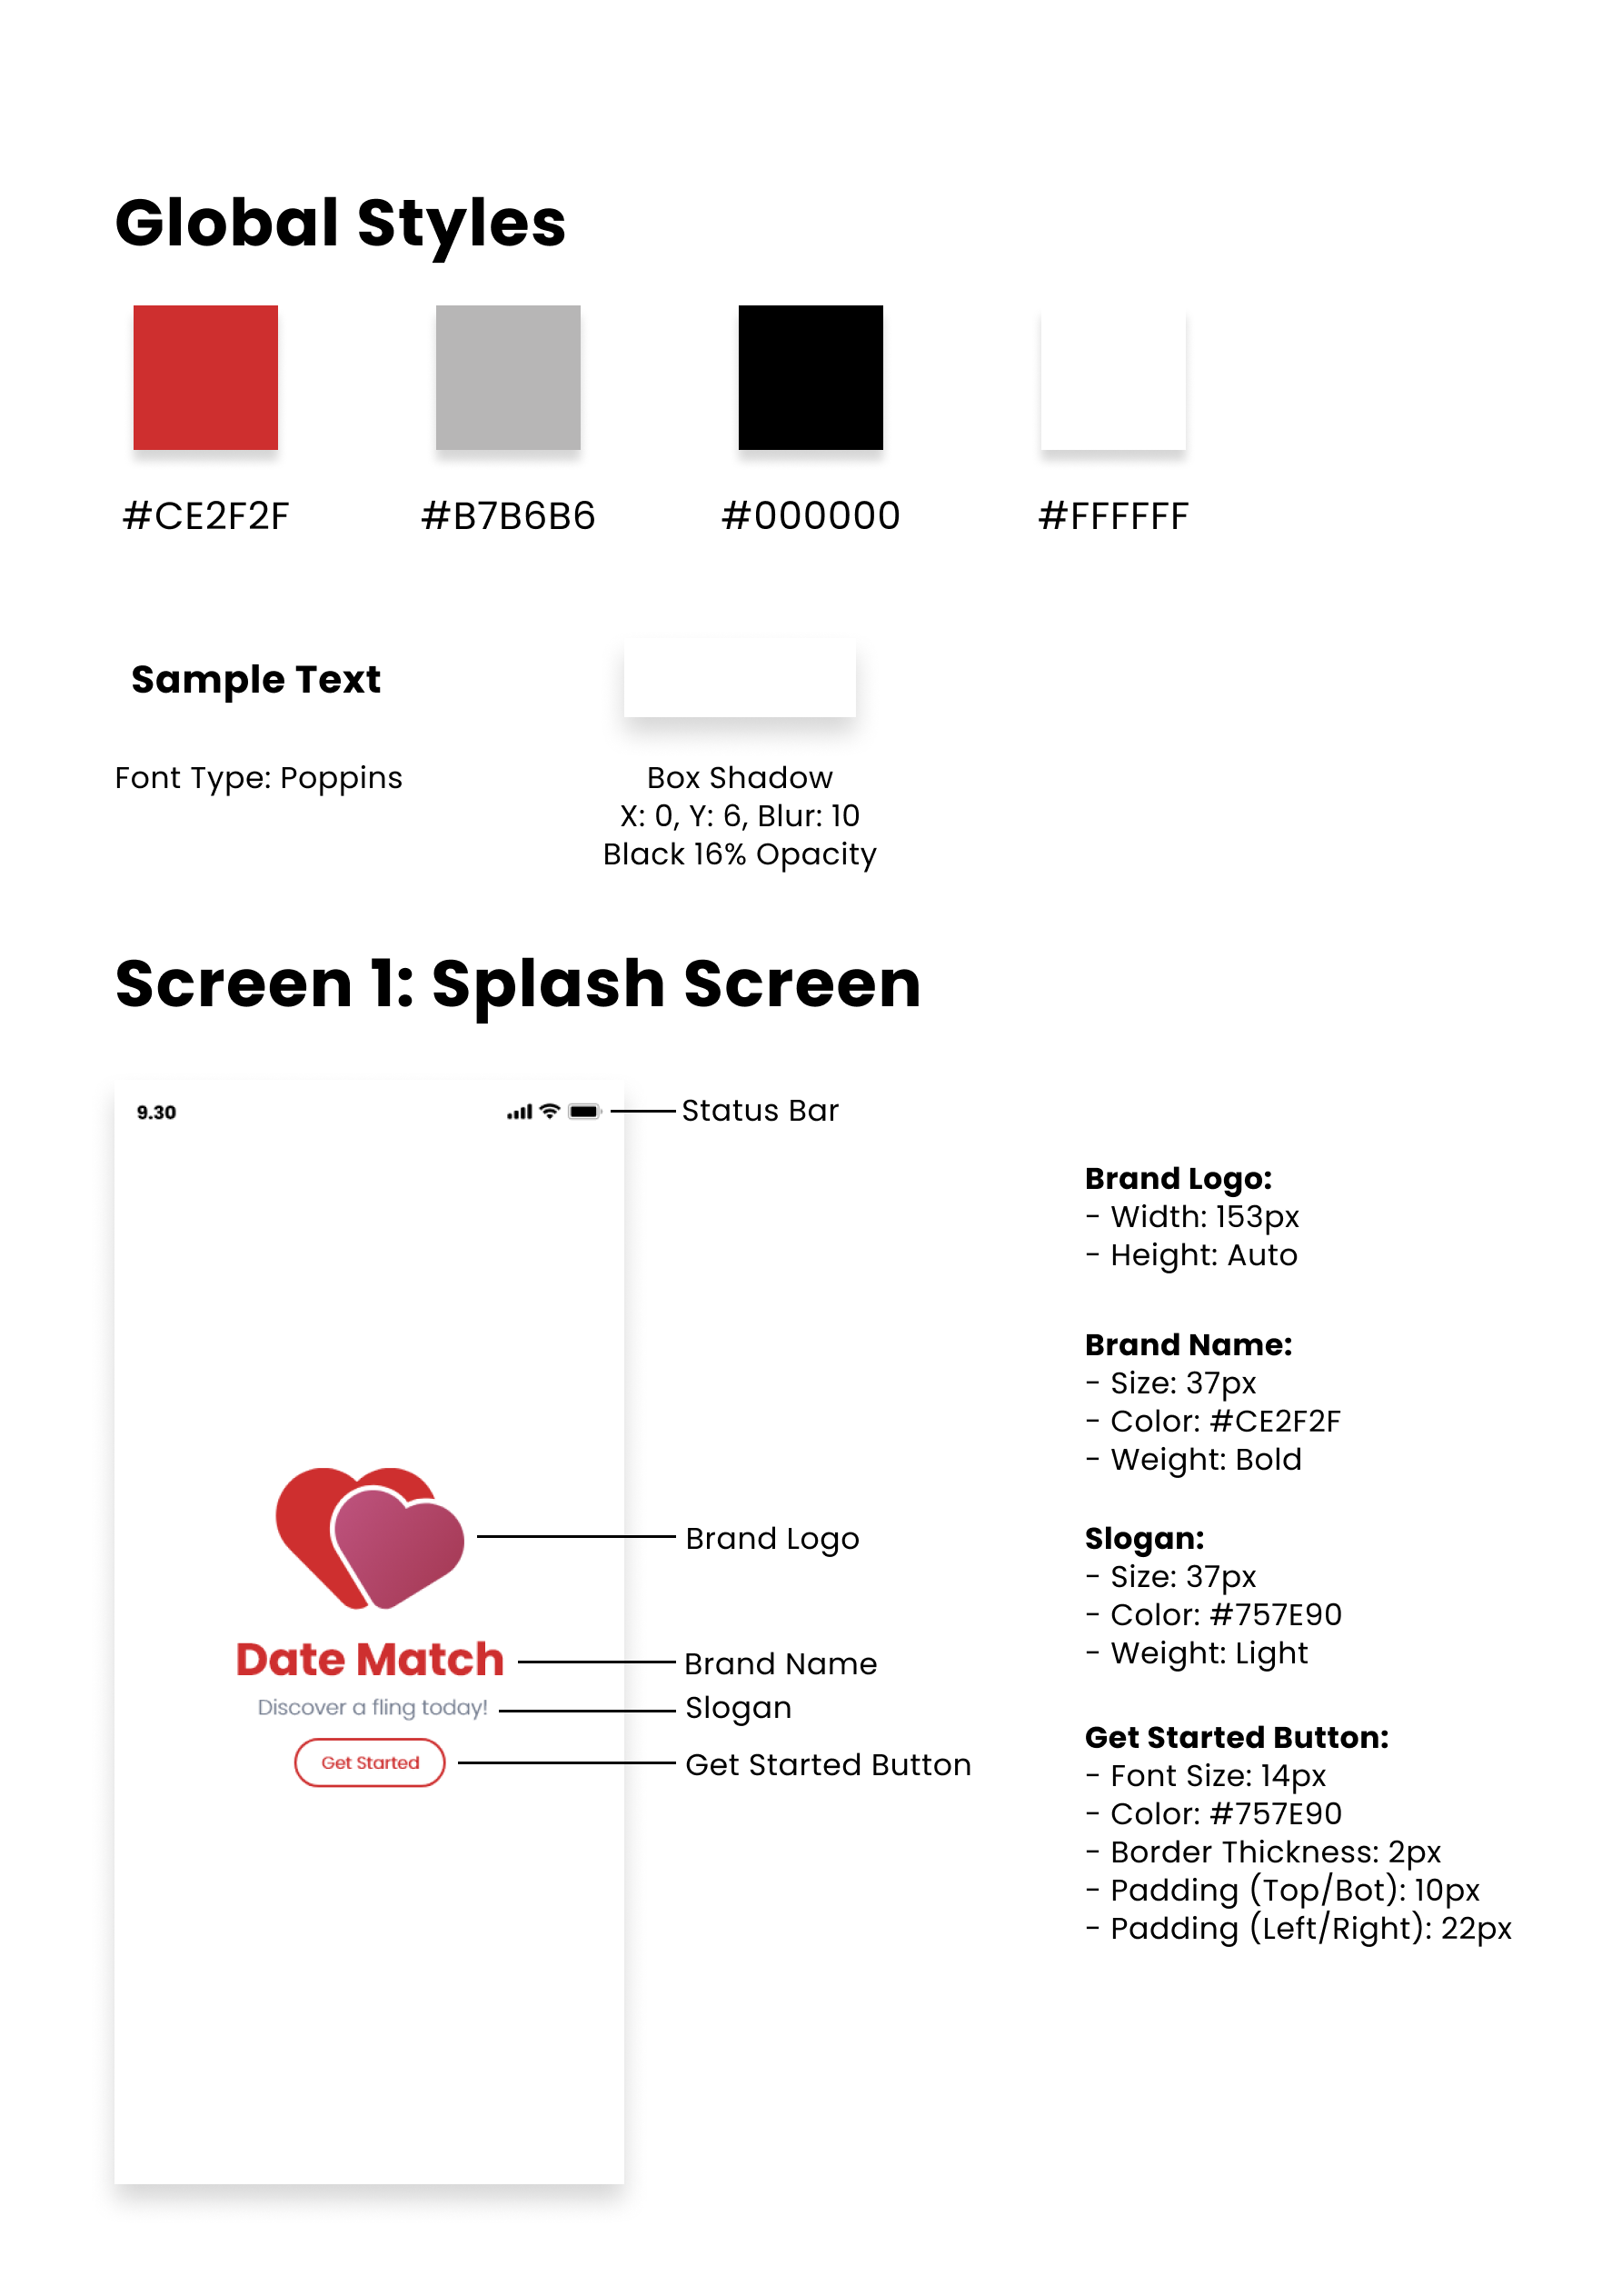 Global Styles
#CE2F2F
#B7B6B6
#000000
#FFFFFF
Sample Text
Font Type: Poppins
Box Shadow
X: 0, Y: 6, Blur: 10
Black 16% Opacity
Screen 1: Splash Screen
9.30
Status Bar
Date Match
Discover a fling today!
Get Started
Brand Logo
Brand Name
Slogan
Get Started Button
Brand Logo:
- Width: 153px
- Height: Auto
Brand Name:
- Size: 37px
- Color: #CE2F2F
- Weight: Bold
Slogan:
- Size: 37px
- Color: #757E90
- Weight: Light
Get Started Button:
- Font Size: 14px
- Color: #757E90
- Border Thickness: 2px
- Padding (Top/Bot): 10px
- Padding (Left/Right): 22px